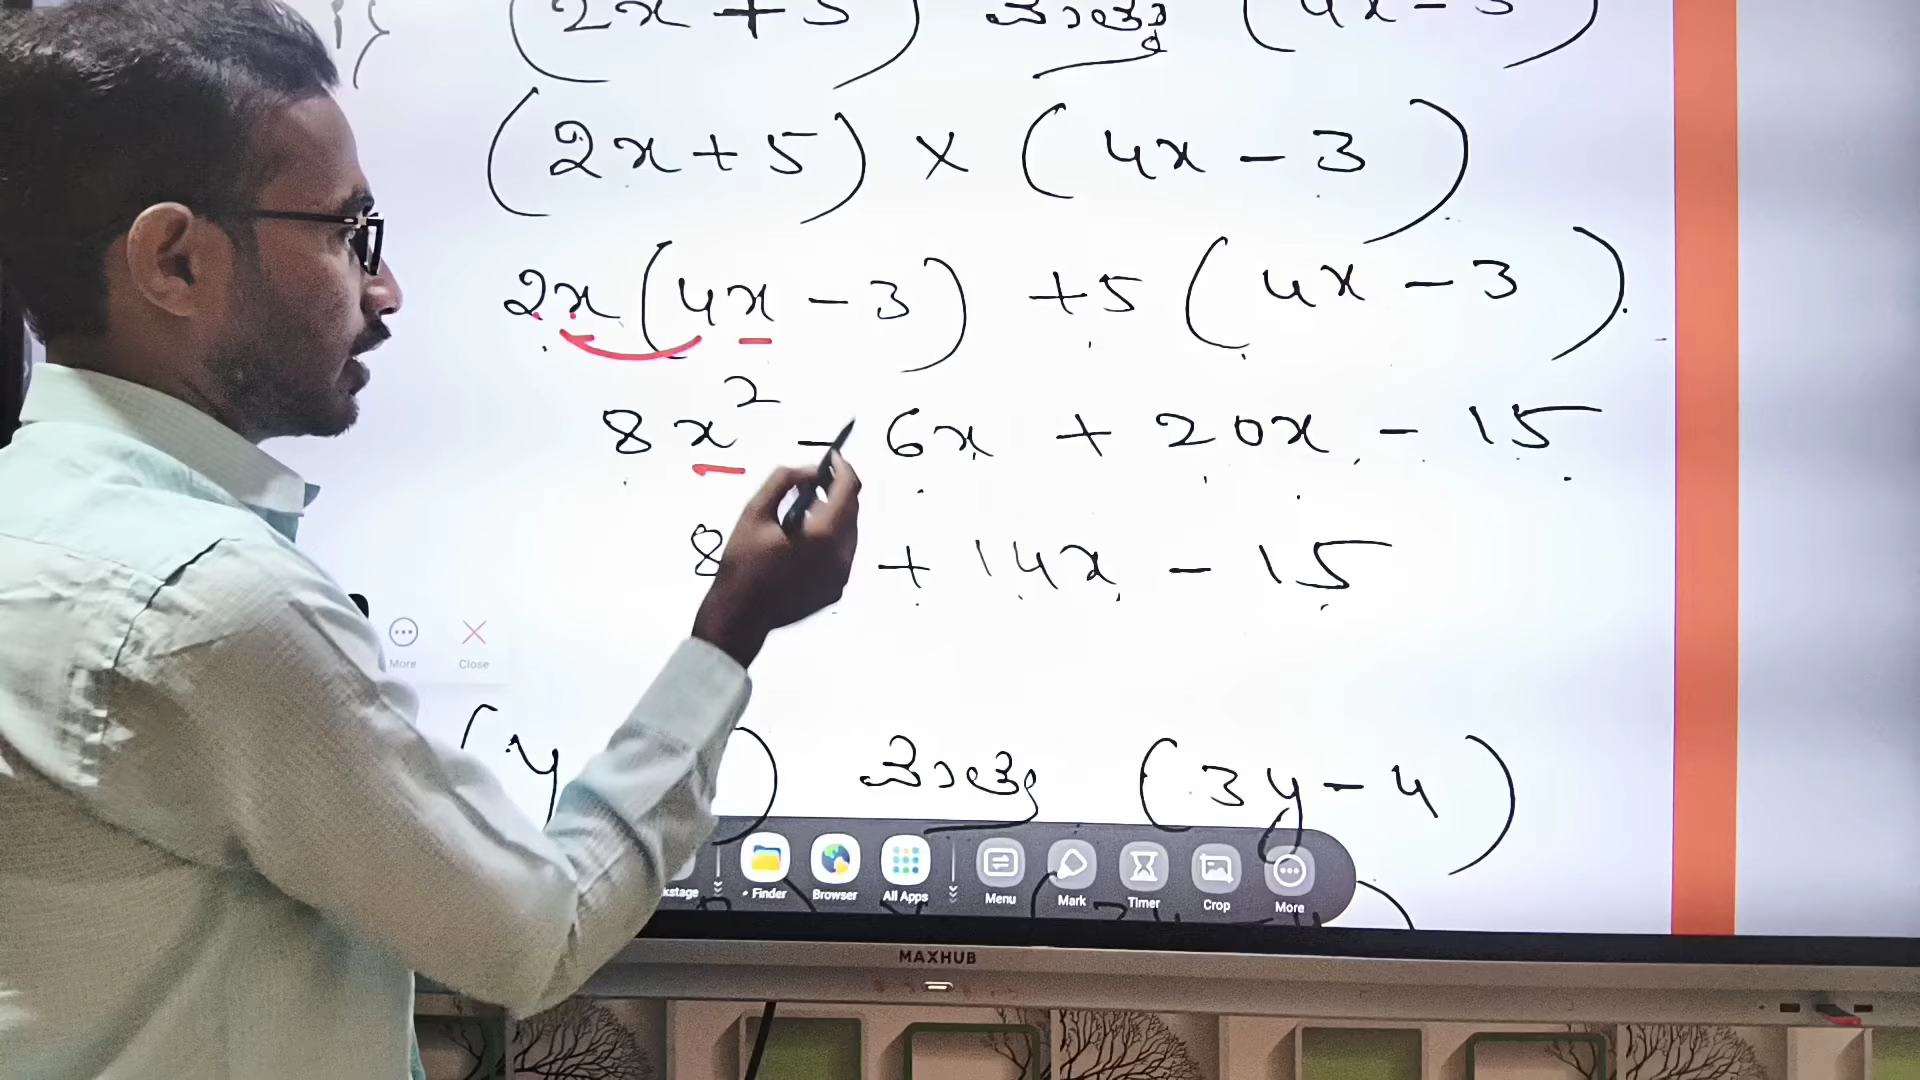 (2x + 5) ಮತ್ತು (4x - 3)
(2x + 5) × (4x - 3)
2x (4x - 3) + 5 (4x - 3)
8x² - 6x + 20x - 15
8 + 14x - 15
More Close
(y ) ಮತ್ತು (3y - 4)
Finder Browser All Apps Menu Mark Timer Crop More
MAXHUB